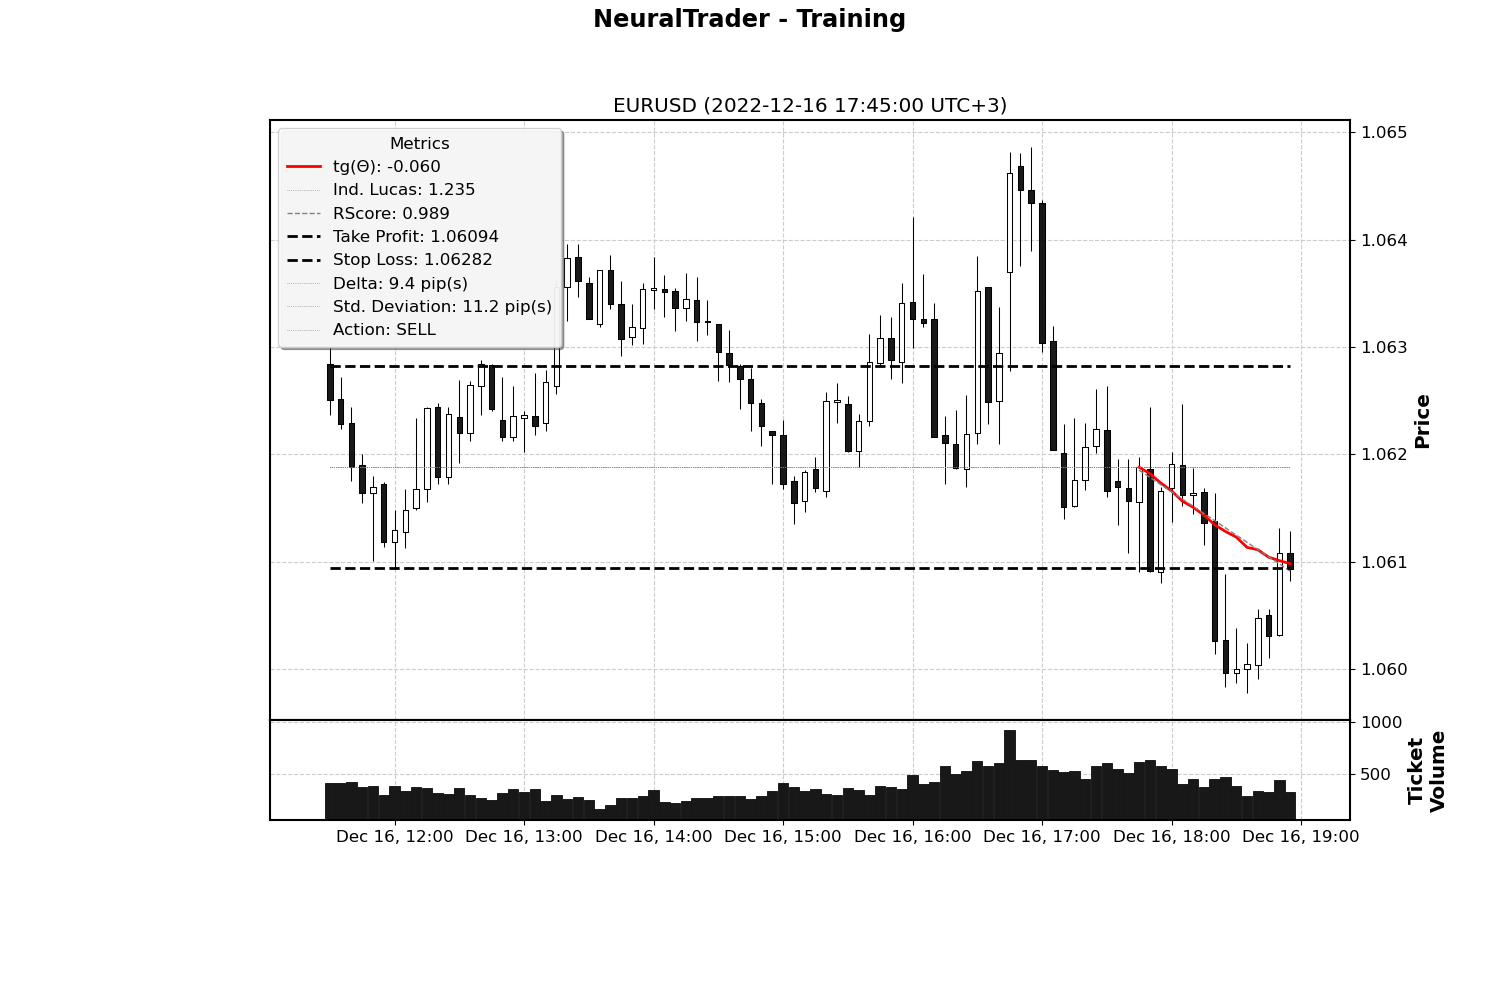 NeuralTrader - Training
EURUSD (2022-12-16 17:45:00 UTC+3)
Metrics
tg(Θ): -0.060
Ind. Lucas: 1.235
RScore: 0.989
Take Profit: 1.06094
Stop Loss: 1.06282
Delta: 9.4 pip(s)
Std. Deviation: 11.2 pip(s)
Action: SELL
1.065
1.064
1.063
1.062
1.061
1.060
Price
1000
500
Ticket
Volume
Dec 16, 12:00 Dec 16, 13:00 Dec 16, 14:00 Dec 16, 15:00 Dec 16, 16:00 Dec 16, 17:00 Dec 16, 18:00 Dec 16, 19:00